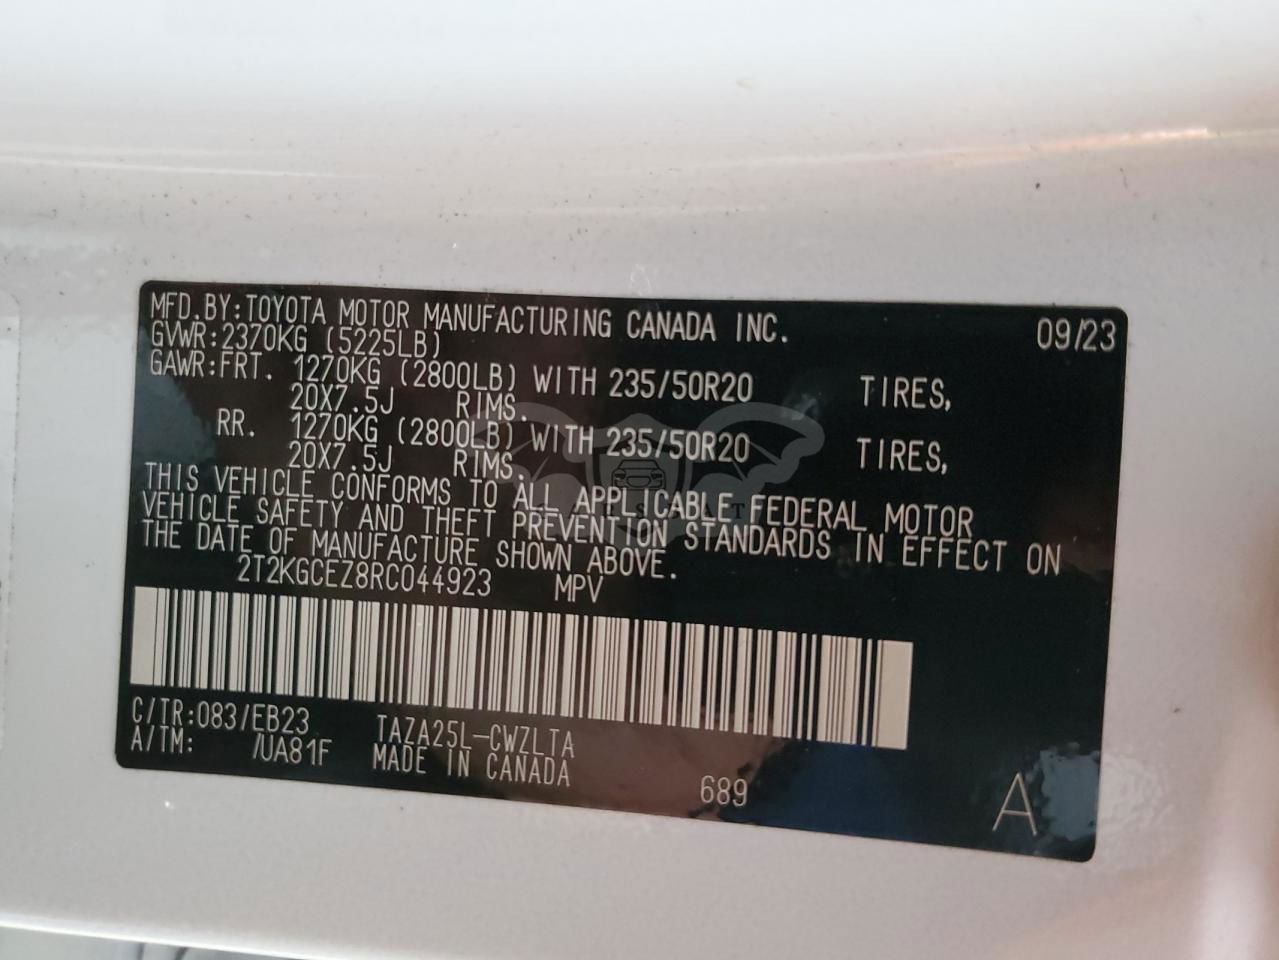 MFD.BY:TOYOTA MOTOR MANUFACTURING CANADA INC. 09/23
GVWR:2370KG (5225LB)
GAWR:FRT. 1270KG (2800LB) WITH 235/50R20 TIRES,
20X7.5J RIMS.
RR. 1270KG (2800LB) WITH 235/50R20 TIRES,
20X7.5J RIMS.
THIS VEHICLE CONFORMS TO ALL APPLICABLE FEDERAL MOTOR
VEHICLE SAFETY AND THEFT PREVENTION STANDARDS IN EFFECT ON
THE DATE OF MANUFACTURE SHOWN ABOVE.
2T2KGCEZ8RC044923 MPV
C/TR:083/EB23 TAZA25L-CWZLTA
A/TM: /UA81F MADE IN CANADA
689 A